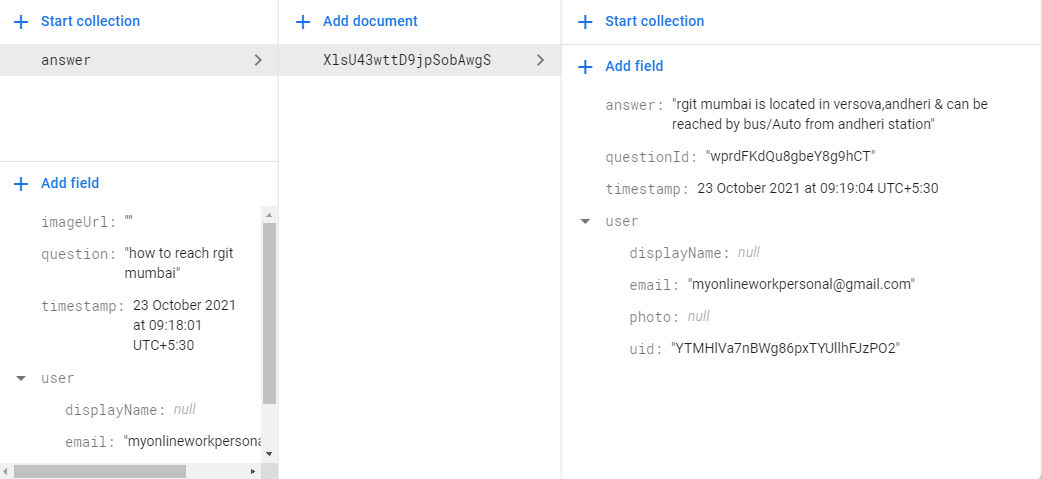 Start collection
answer
Add field
imageUrl: ""
question: "how to reach rgit
mumbai"
timestamp: 23 October 2021
at 09:18:01
UTC+5:30
user
displayName: null
email: "myonlineworkpersona
Add document
XlsU43wttD9jpSobAwgS
Start collection
Add field
answer: "rgit mumbai is located in versova,andheri & can be
reached by bus/Auto from andheri station"
questionId: "wprdFKdQu8gbeY8g9hCT"
timestamp: 23 October 2021 at 09:19:04 UTC+5:30
user
displayName: null
email: "myonlineworkpersonal@gmail.com"
photo: null
uid: "YTMHlVa7nBWg86pxTYUllhFJzPO2"